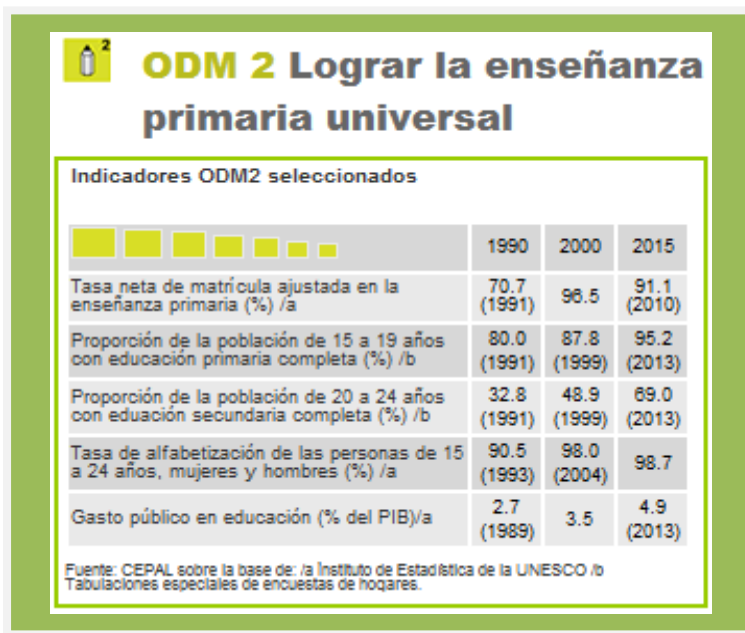 2
ODM 2 Lograr la enseñanza
primaria universal
Indicadores ODM2 seleccionados
1990 2000 2015
Tasa neta de matrícula ajustada en la
enseñanza primaria (%) /a
70.7
(1991)
96.5
91.1
(2010)
Proporción de la población de 15 a 19 años
con educación primaria completa (%) /b
80.0
(1991)
87.8
(1999)
95.2
(2013)
Proporción de la población de 20 a 24 años
con eduación secundaria completa (%) /b
32.8
(1991)
48.9
(1999)
69.0
(2013)
Tasa de alfabetización de las personas de 15
a 24 años, mujeres y hombres (%) /a
90.5
(1993)
98.0
(2004)
98.7
Gasto público en educación (% del PIB)/a
2.7
(1989)
3.5
4.9
(2013)
Fuente: CEPAL sobre la base de: /a Instituto de Estadística de la UNESCO /b
Tabulaciones especiales de encuestas de hogares.